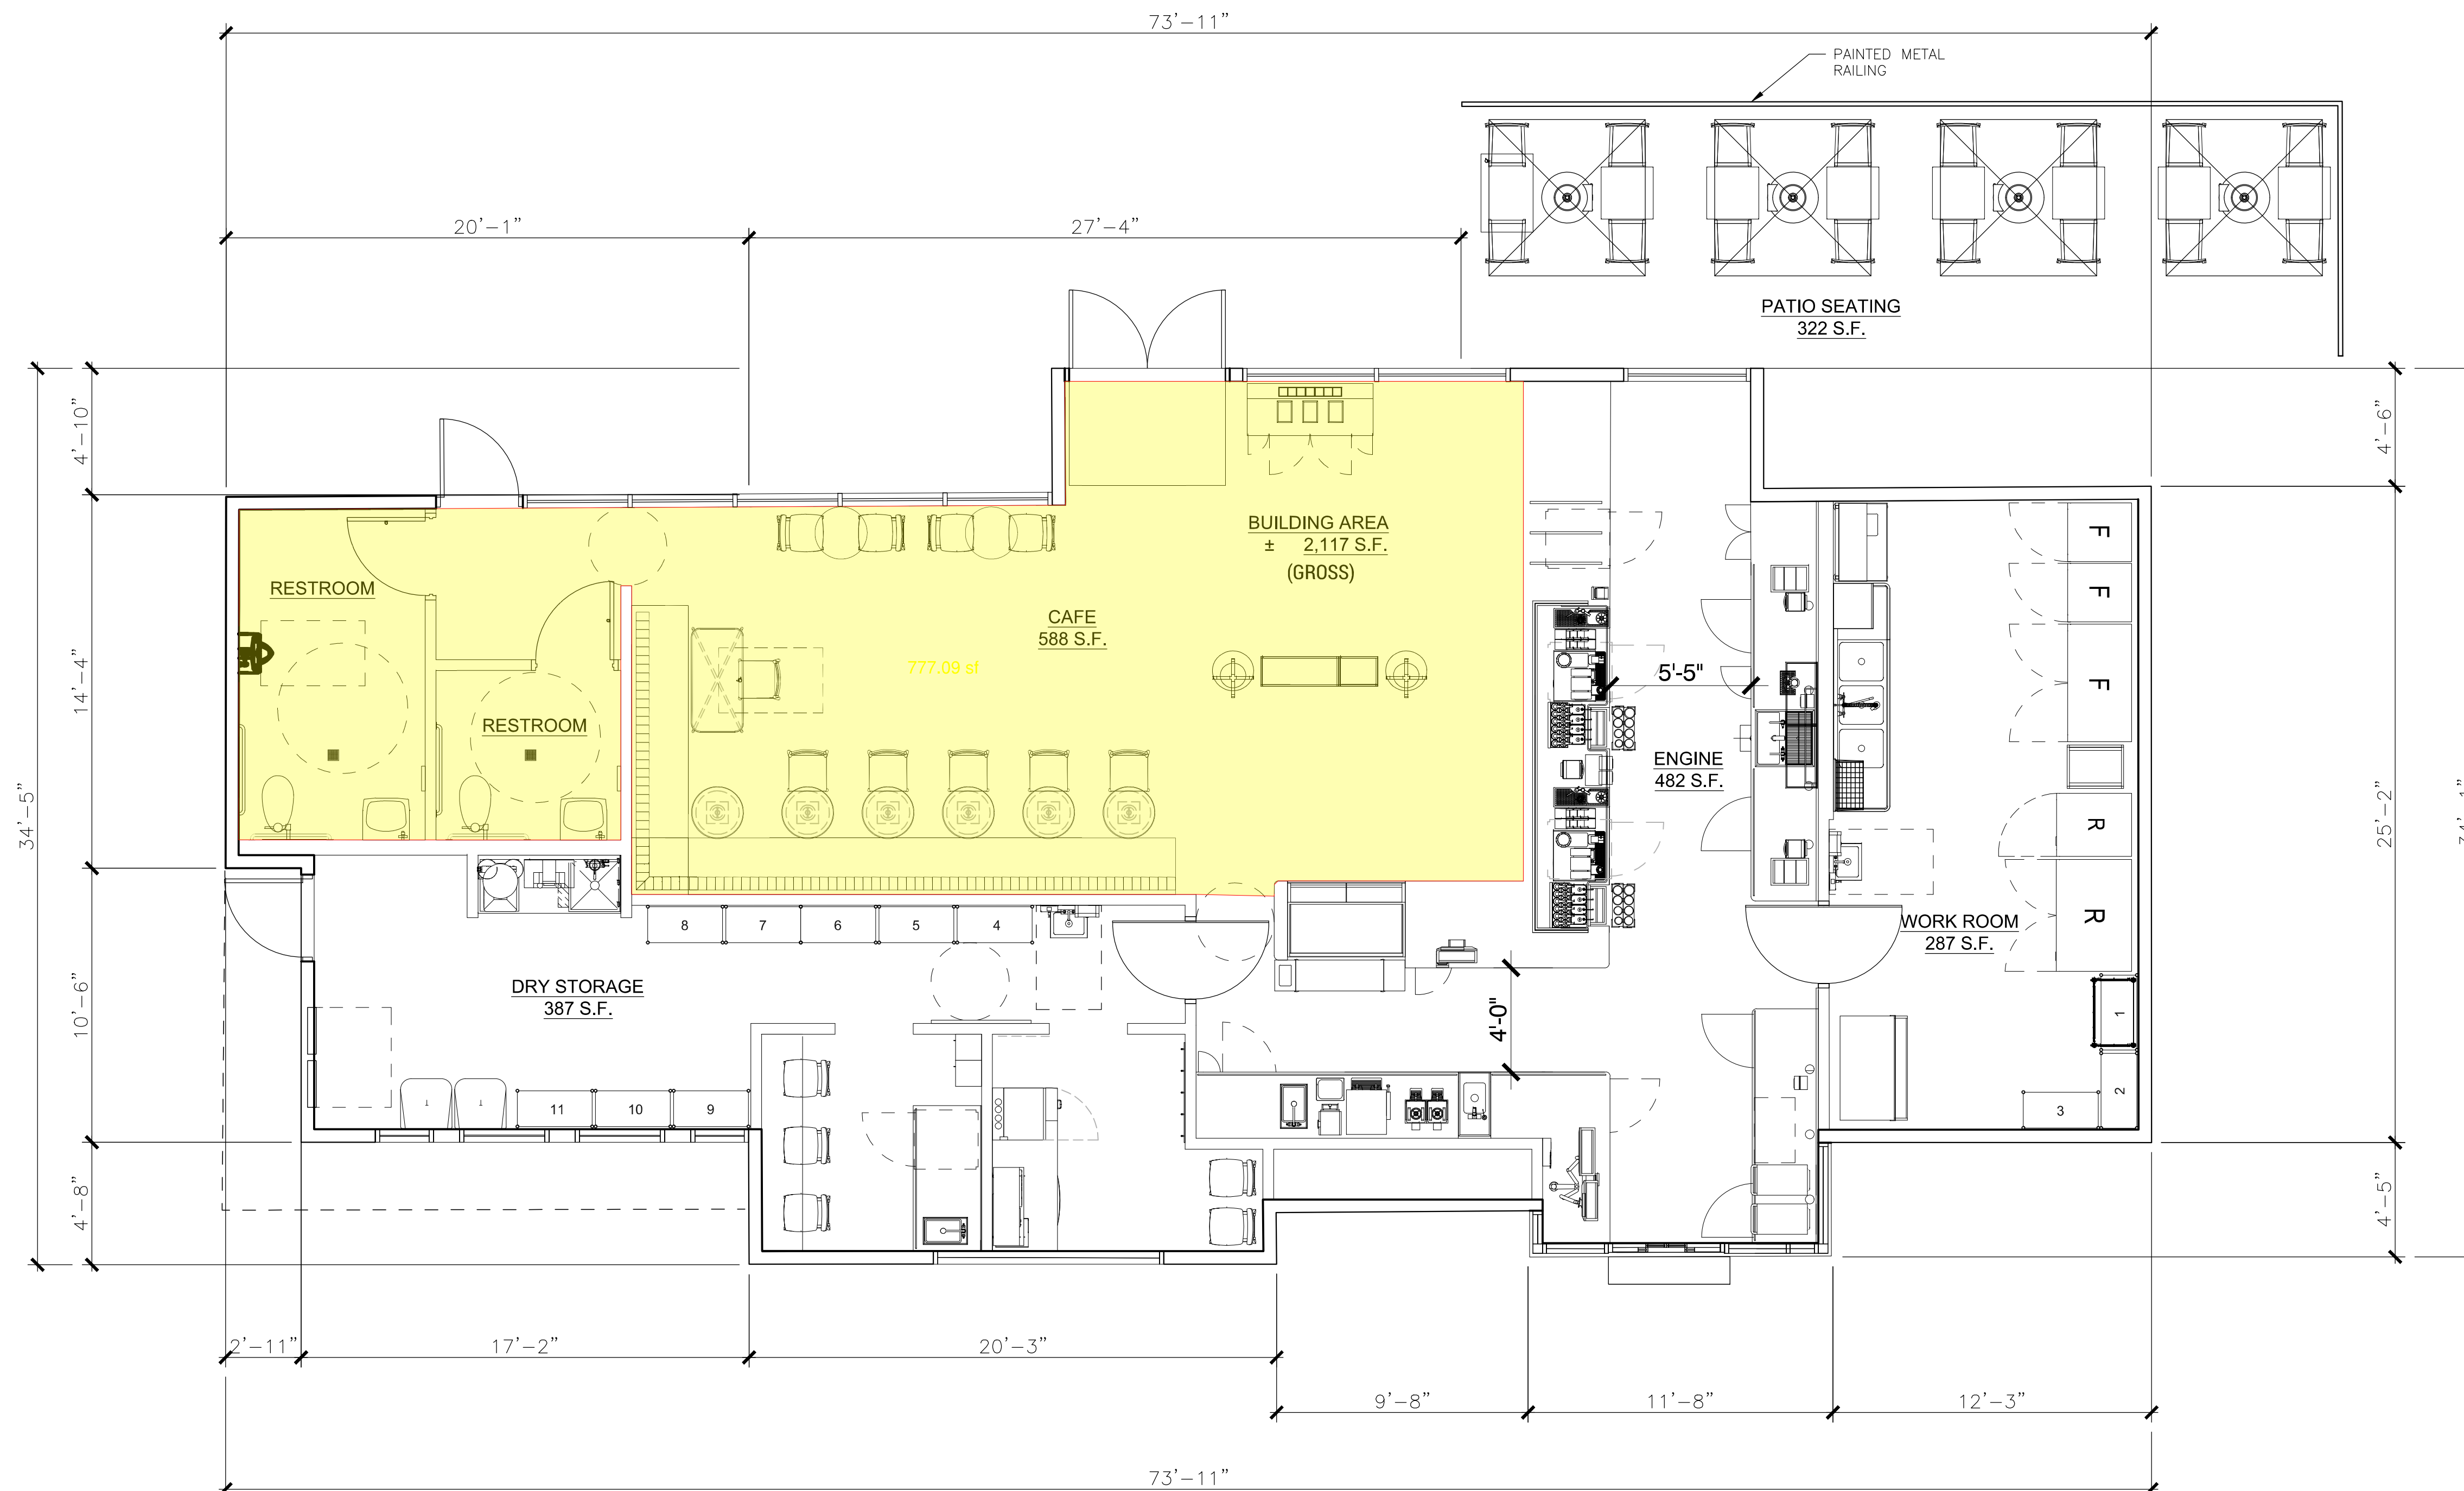 73'-11"
PAINTED METAL
RAILING
20'-1"
27'-4"
PATIO SEATING
322 S.F.
4'-10"
4'-6"
BUILDING AREA
± 2,117 S.F.
(GROSS)
RESTROOM
CAFE
588 S.F.
777.09 sf
14'-4"
5'-5"
RESTROOM
ENGINE
482 S.F.
F
F
F
R
R
34'-5"
25'-2"
34'-1"
8
7
6
5
4
WORK ROOM
287 S.F.
DRY STORAGE
387 S.F.
10'-6"
4'-0"
1
2
3
11
10
9
4'-8"
4'-5"
2'-11"
17'-2"
20'-3"
9'-8"
11'-8"
12'-3"
73'-11"